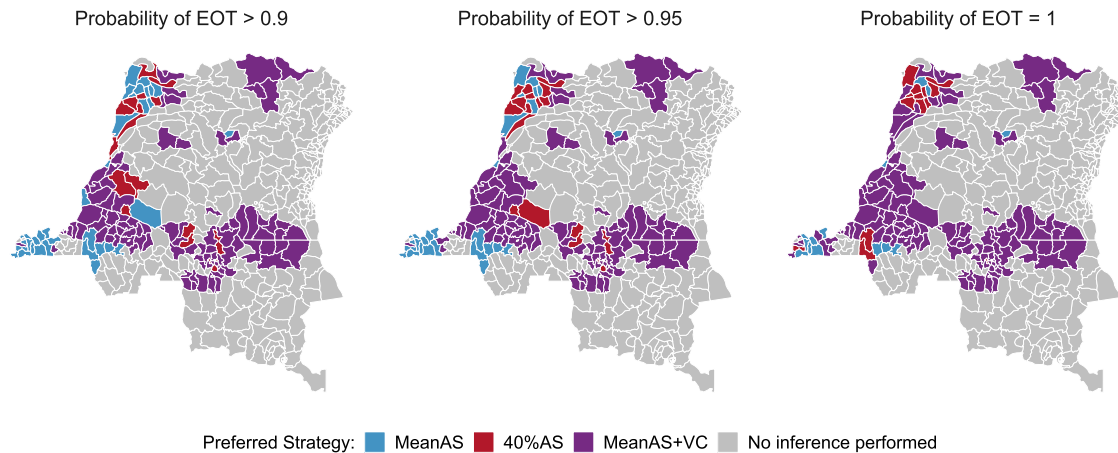 Probability of EOT > 0.9
Probability of EOT > 0.95
Probability of EOT = 1
Preferred Strategy: MeanAS 40%AS MeanAS+VC No inference performed